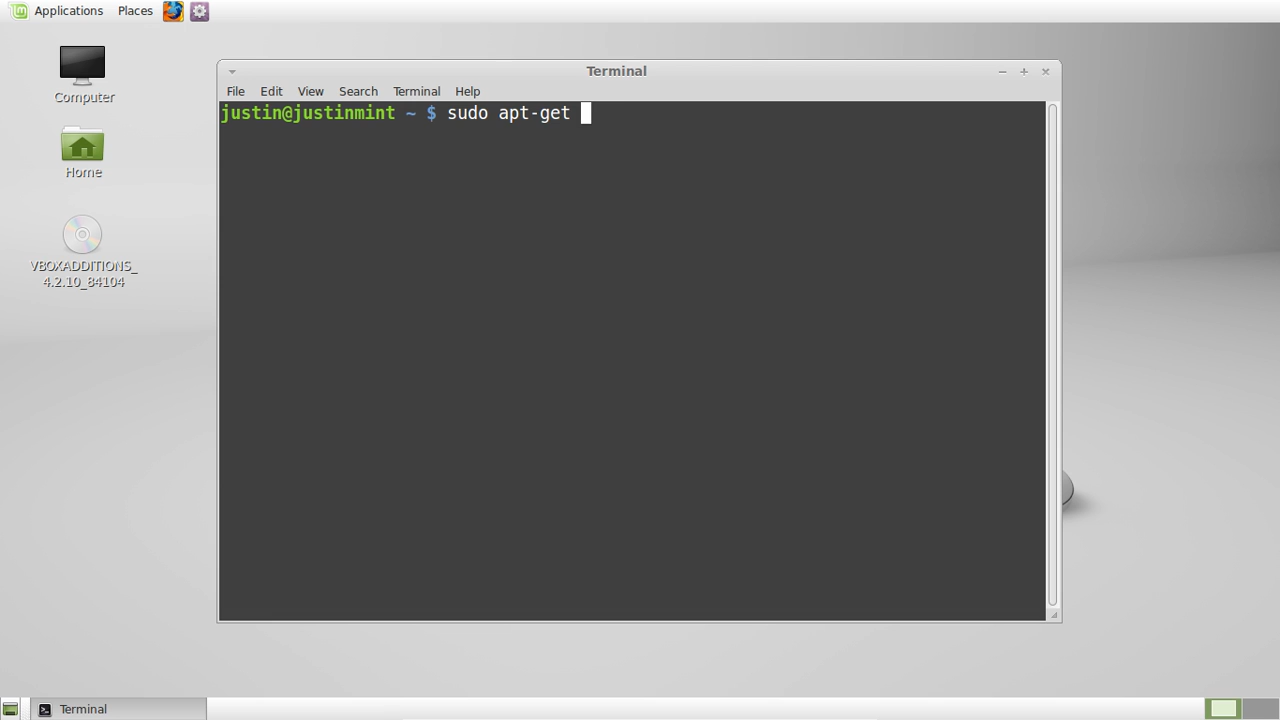 Applications Places
Computer
Home
VBOXADDITIONS_
4.2.10_84104
Terminal
File Edit View Search Terminal Help
justin@justinmint ~ $ sudo apt-get
Terminal